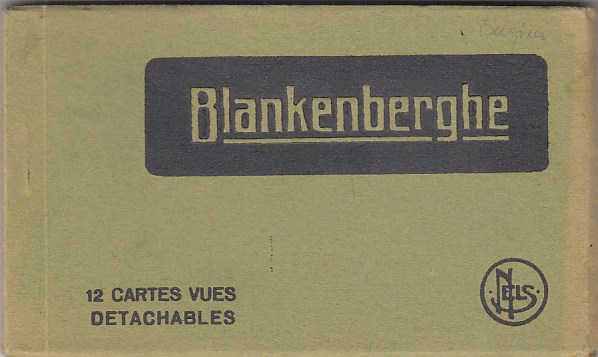 Blankenberghe
12 CARTES VUES
DETACHABLES
NELS